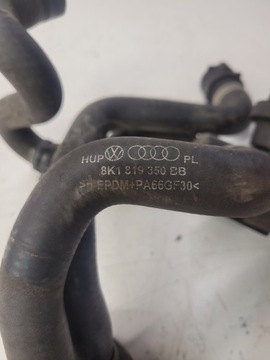 HUP PL
8K1 819 350 BB
>p-EPDM+PA66GF30<